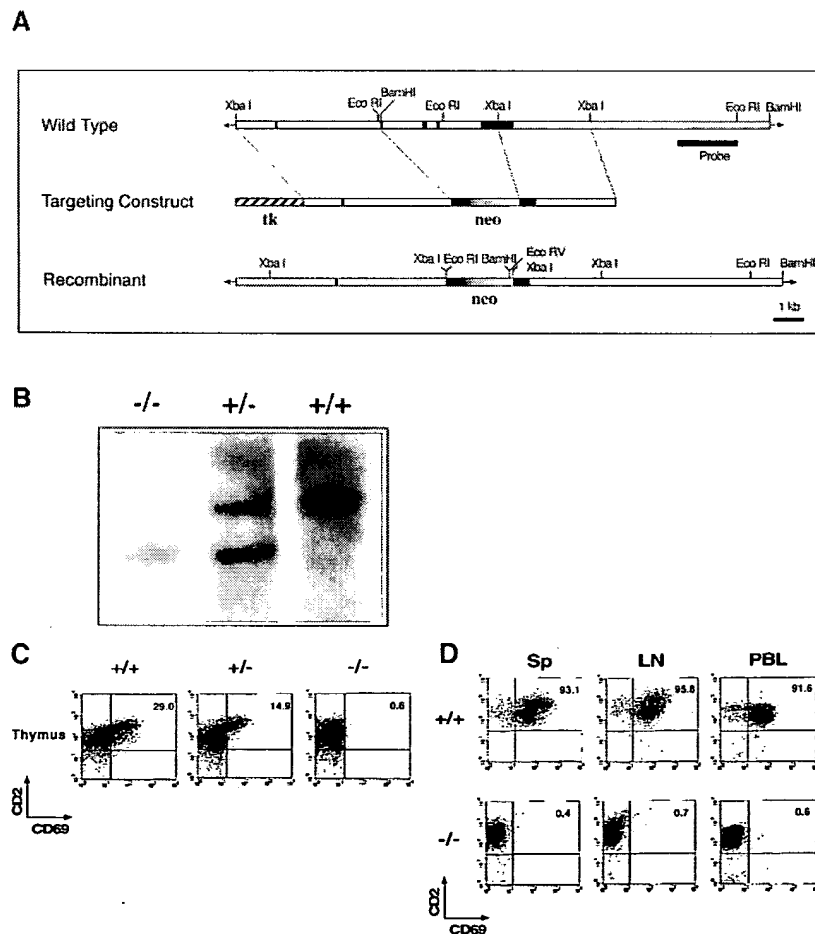 A
Xba I
Eco RI
BamHI
Eco RI
Xba I
Xba I
Eco RI
BamHI
Wild Type
Probe
Targeting Construct
tk
neo
Xba I
Xba I
Eco RI
BamHI
Eco RV
Xba I
Xba I
Eco RI
BamHI
Recombinant
neo
1 kb
B
-/-
+/-
+/+
C
+/+
+/-
-/-
Thymus
29.0
14.9
0.6
CD2
CD69
D
Sp
LN
PBL
+/+
93.1
95.8
91.6
-/-
0.4
0.7
0.6
CD2
CD69